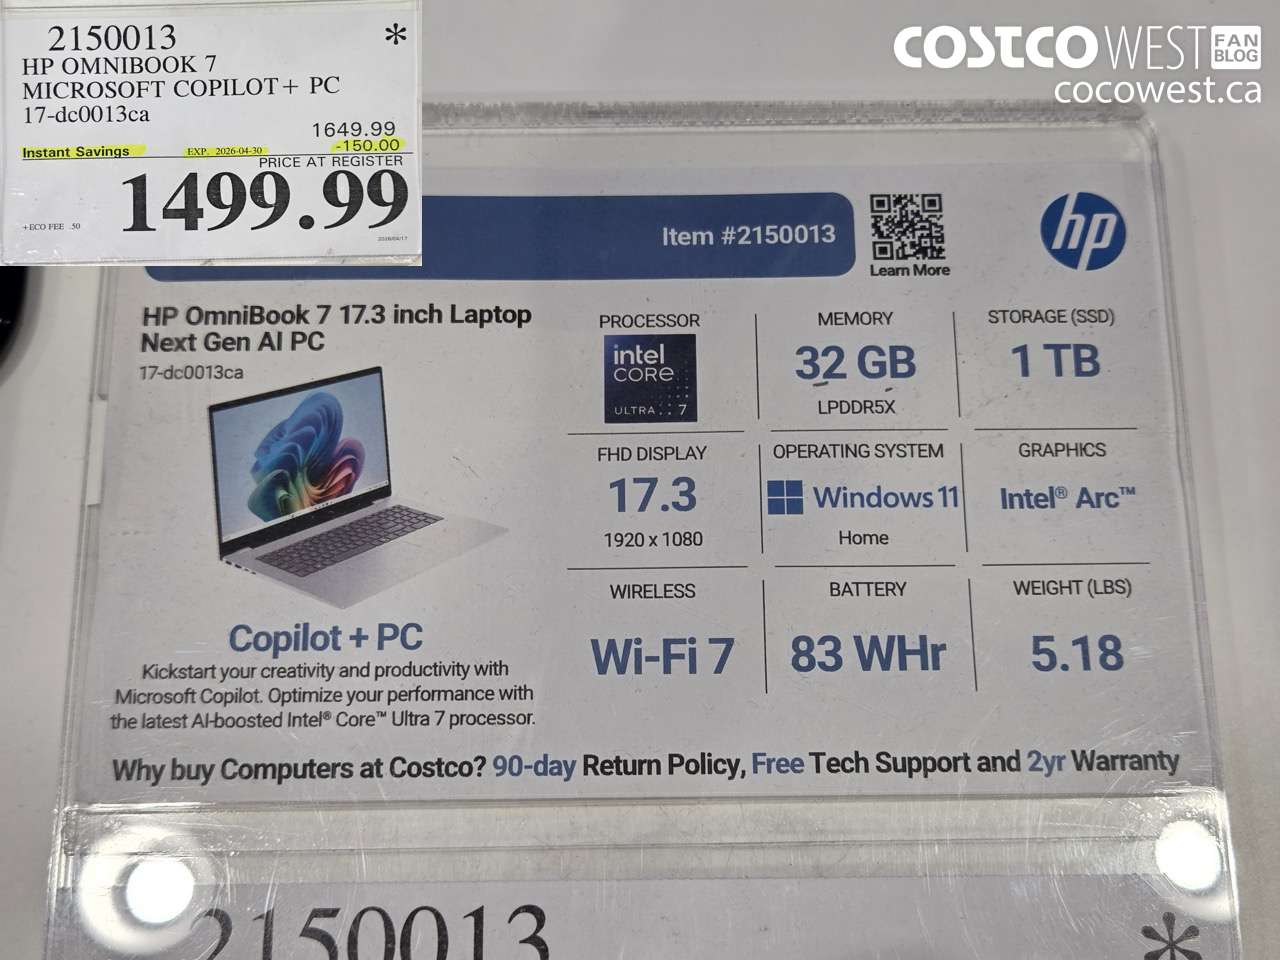 2150013 *
HP OMNIBOOK 7
MICROSOFT COPILOT+ PC
17-dc0013ca
1649.99
Instant Savings EXP. 2026-04-30 -150.00
PRICE AT REGISTER
1499.99
+ECO FEE .50
2026/04/17
COSTCO WEST FAN BLOG
cocowest.ca
Item #2150013
Learn More
hp
HP OmniBook 7 17.3 inch Laptop
Next Gen AI PC
17-dc0013ca
Copilot + PC
Kickstart your creativity and productivity with
Microsoft Copilot. Optimize your performance with
the latest AI-boosted Intel® Core™ Ultra 7 processor.
PROCESSOR
intel
CORE
ULTRA 7
MEMORY
32 GB
LPDDR5X
STORAGE (SSD)
1 TB
FHD DISPLAY
17.3
1920 x 1080
OPERATING SYSTEM
Windows 11
Home
GRAPHICS
Intel® Arc™
WIRELESS
Wi-Fi 7
BATTERY
83 WHr
WEIGHT (LBS)
5.18
Why buy Computers at Costco? 90-day Return Policy, Free Tech Support and 2yr Warranty
2150013 *